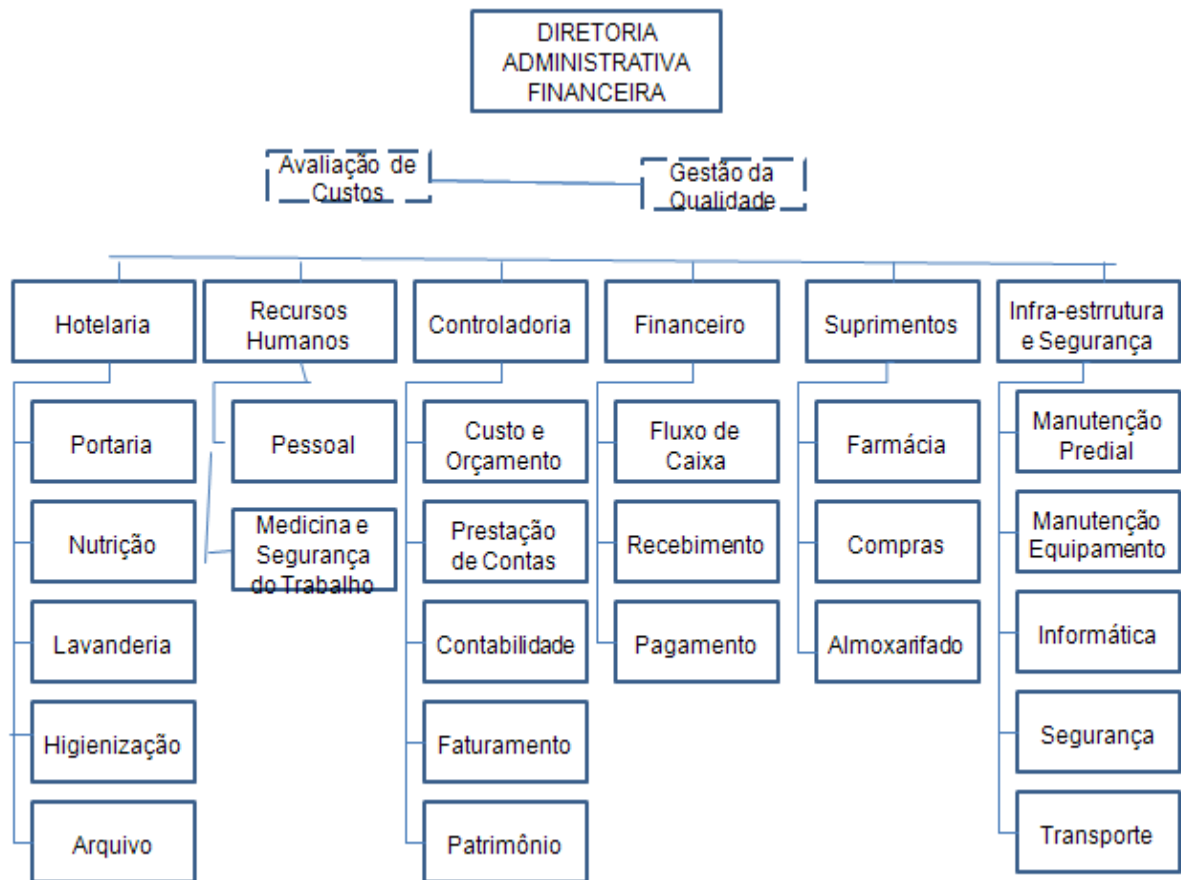 DIRETORIA
ADMINISTRATIVA
FINANCEIRA
Avaliação de
Custos
Gestão da
Qualidade
Hotelaria
Recursos
Humanos
Controladoria
Financeiro
Suprimentos
Infra-estrrutura
e Segurança
Portaria
Nutrição
Lavanderia
Higienização
Arquivo
Pessoal
Medicina e
Segurança
do Trabalho
Custo e
Orçamento
Prestação
de Contas
Contabilidade
Faturamento
Patrimônio
Fluxo de
Caixa
Recebimento
Pagamento
Farmácia
Compras
Almoxarifado
Manutenção
Predial
Manutenção
Equipamento
Informática
Segurança
Transporte